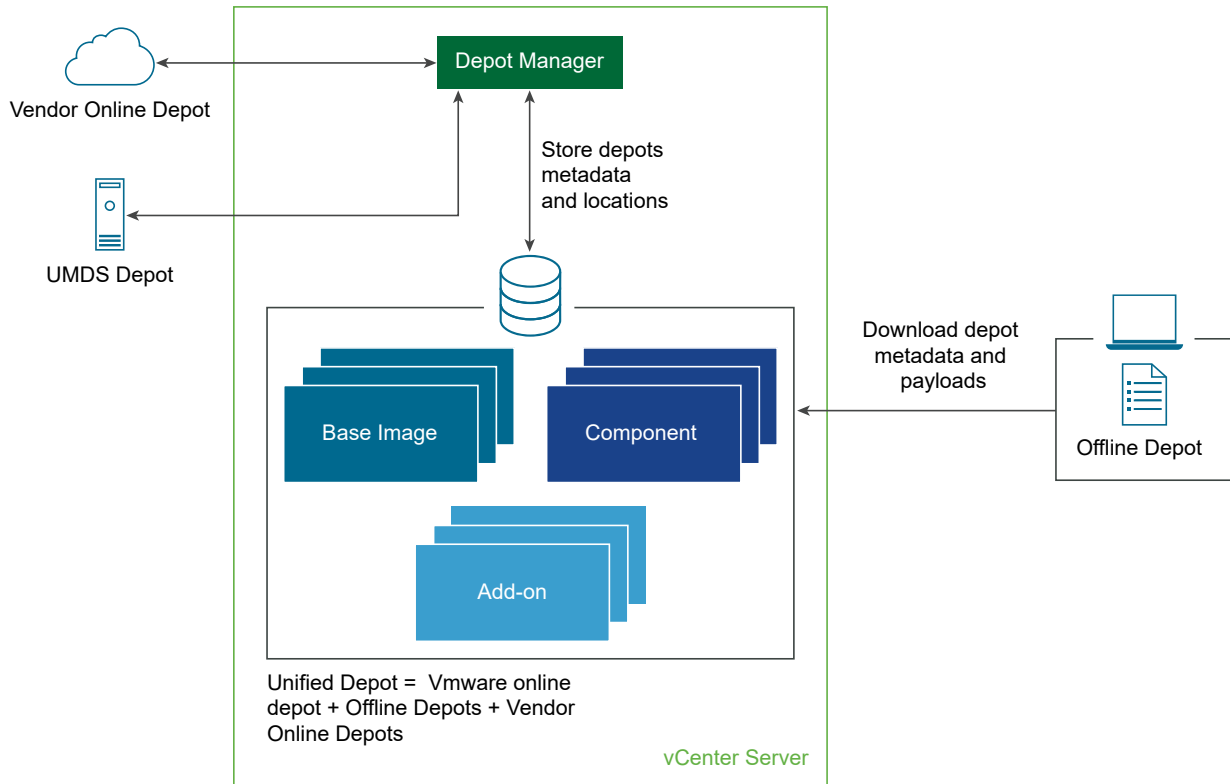 Depot Manager
Vendor Online Depot
Store depots
metadata
and locations
UMDS Depot
Download depot
metadata and
payloads
Base Image
Component
Offline Depot
Add-on
Unified Depot = Vmware online
depot + Offline Depots + Vendor
Online Depots
vCenter Server